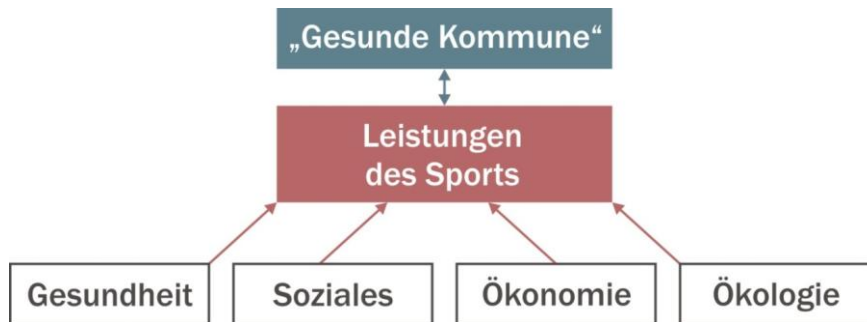 „Gesunde Kommune“
Leistungen
des Sports
Gesundheit
Soziales
Ökonomie
Ökologie